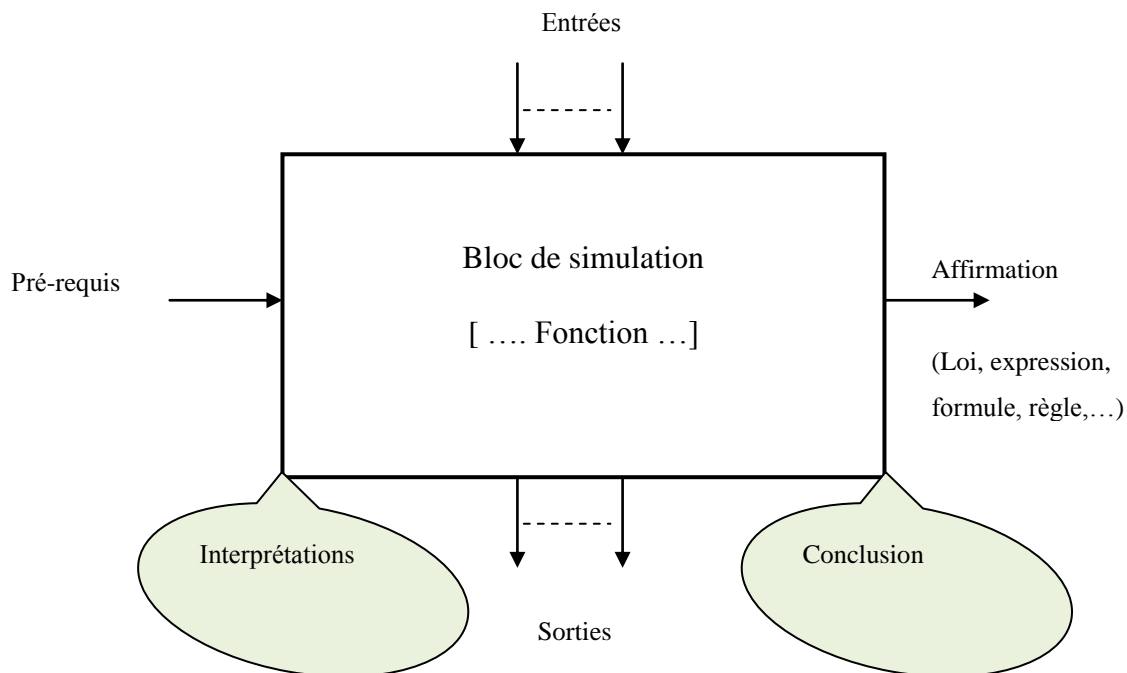 Entrées
Bloc de simulation
Pré-requis
Affirmation
[ …. Fonction …]
(Loi, expression,
formule, règle,…)
Interprétations
Conclusion
Sorties